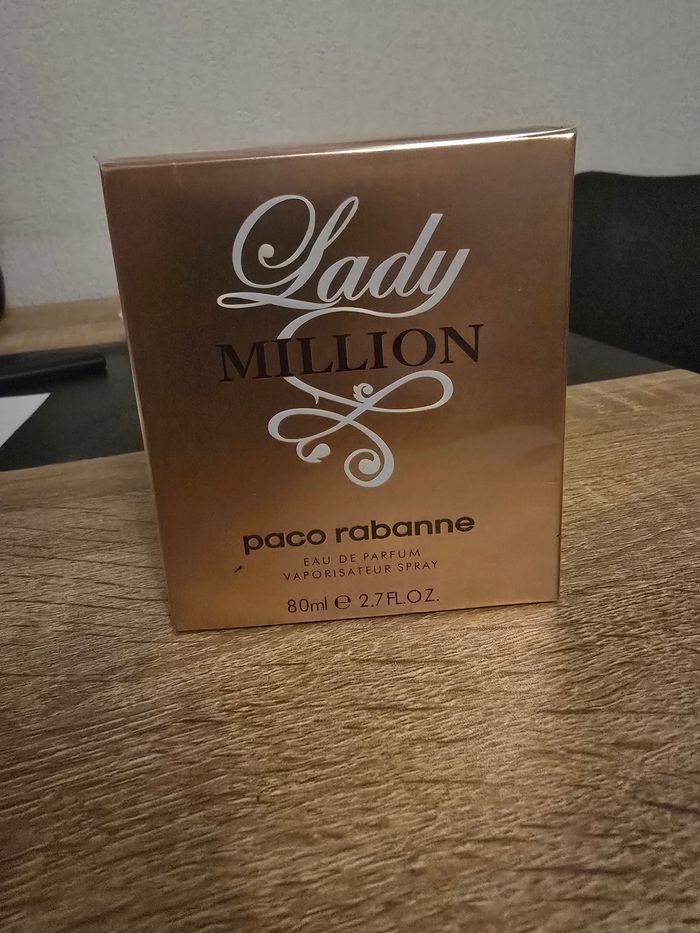 Lady
MILLION
paco rabanne
EAU DE PARFUM
VAPORISATEUR SPRAY
80ml ℮ 2.7FL.OZ.